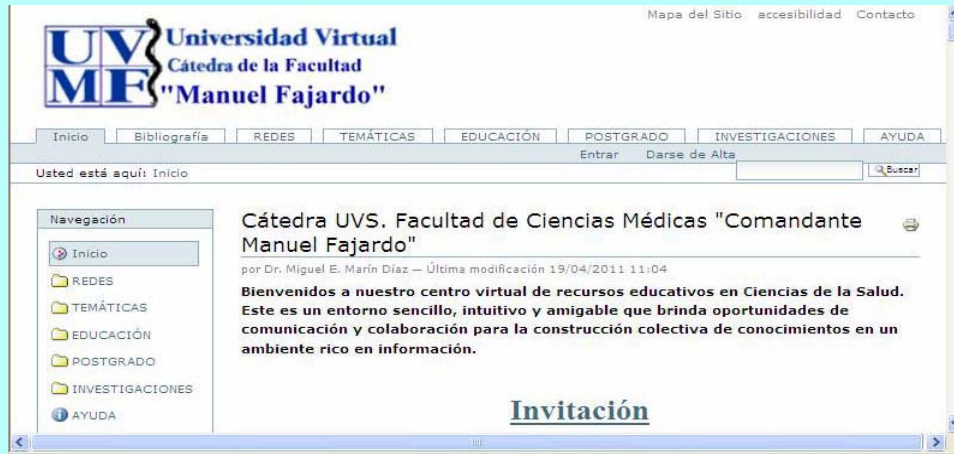 Mapa del Sitio accesibilidad Contacto
UV
MF
Universidad Virtual
Cátedra de la Facultad
"Manuel Fajardo"
Inicio Bibliografía REDES TEMÁTICAS EDUCACIÓN POSTGRADO INVESTIGACIONES AYUDA
Entrar Darse de Alta
Usted está aquí: Inicio
Buscar
Navegación
Inicio
REDES
TEMÁTICAS
EDUCACIÓN
POSTGRADO
INVESTIGACIONES
AYUDA
Cátedra UVS. Facultad de Ciencias Médicas "Comandante
Manuel Fajardo"
por Dr. Miguel E. Marín Díaz — Última modificación 19/04/2011 11:04
Bienvenidos a nuestro centro virtual de recursos educativos en Ciencias de la Salud.
Este es un entorno sencillo, intuitivo y amigable que brinda oportunidades de
comunicación y colaboración para la construcción colectiva de conocimientos en un
ambiente rico en información.
Invitación